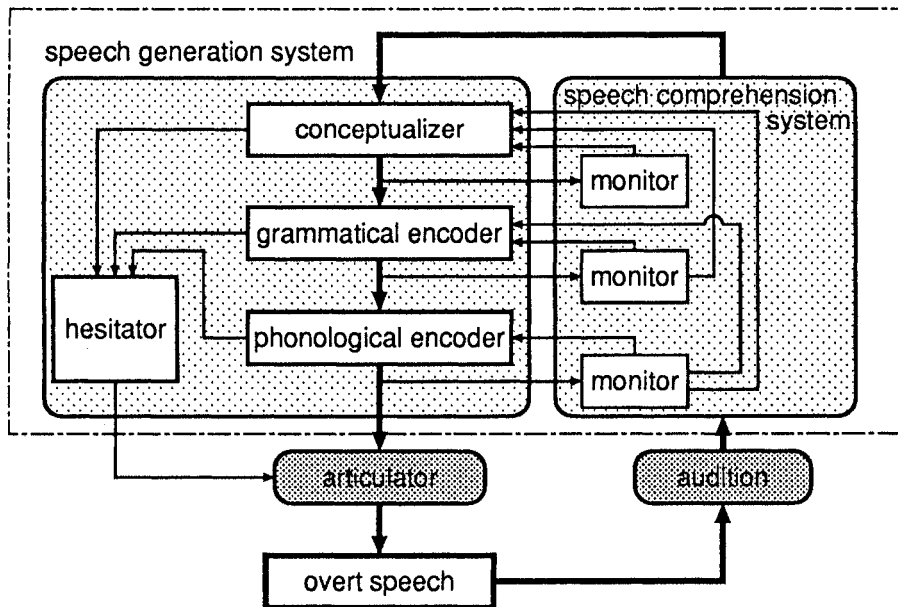 speech generation system
speech comprehension
system
conceptualizer
monitor
grammatical encoder
monitor
hesitator
phonological encoder
monitor
articulator
audition
overt speech